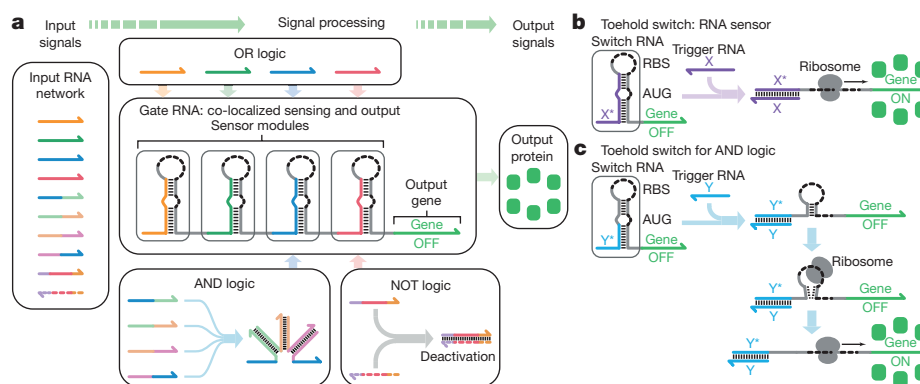 a
Input signals
Signal processing
Output signals
OR logic
Input RNA network
Gate RNA: co-localized sensing and output
Sensor modules
Output gene
Gene
OFF
Output protein
AND logic
NOT logic
Deactivation
b Toehold switch: RNA sensor
Switch RNA
RBS
AUG
X*
Gene
OFF
Trigger RNA
X
X*
X
Ribosome
Gene
ON
c Toehold switch for AND logic
Switch RNA
RBS
AUG
Y*
Gene
OFF
Trigger RNA
Y
Y*
Y
Gene
OFF
Ribosome
Y*
Y
Gene
OFF
Y*
Y
Gene
ON